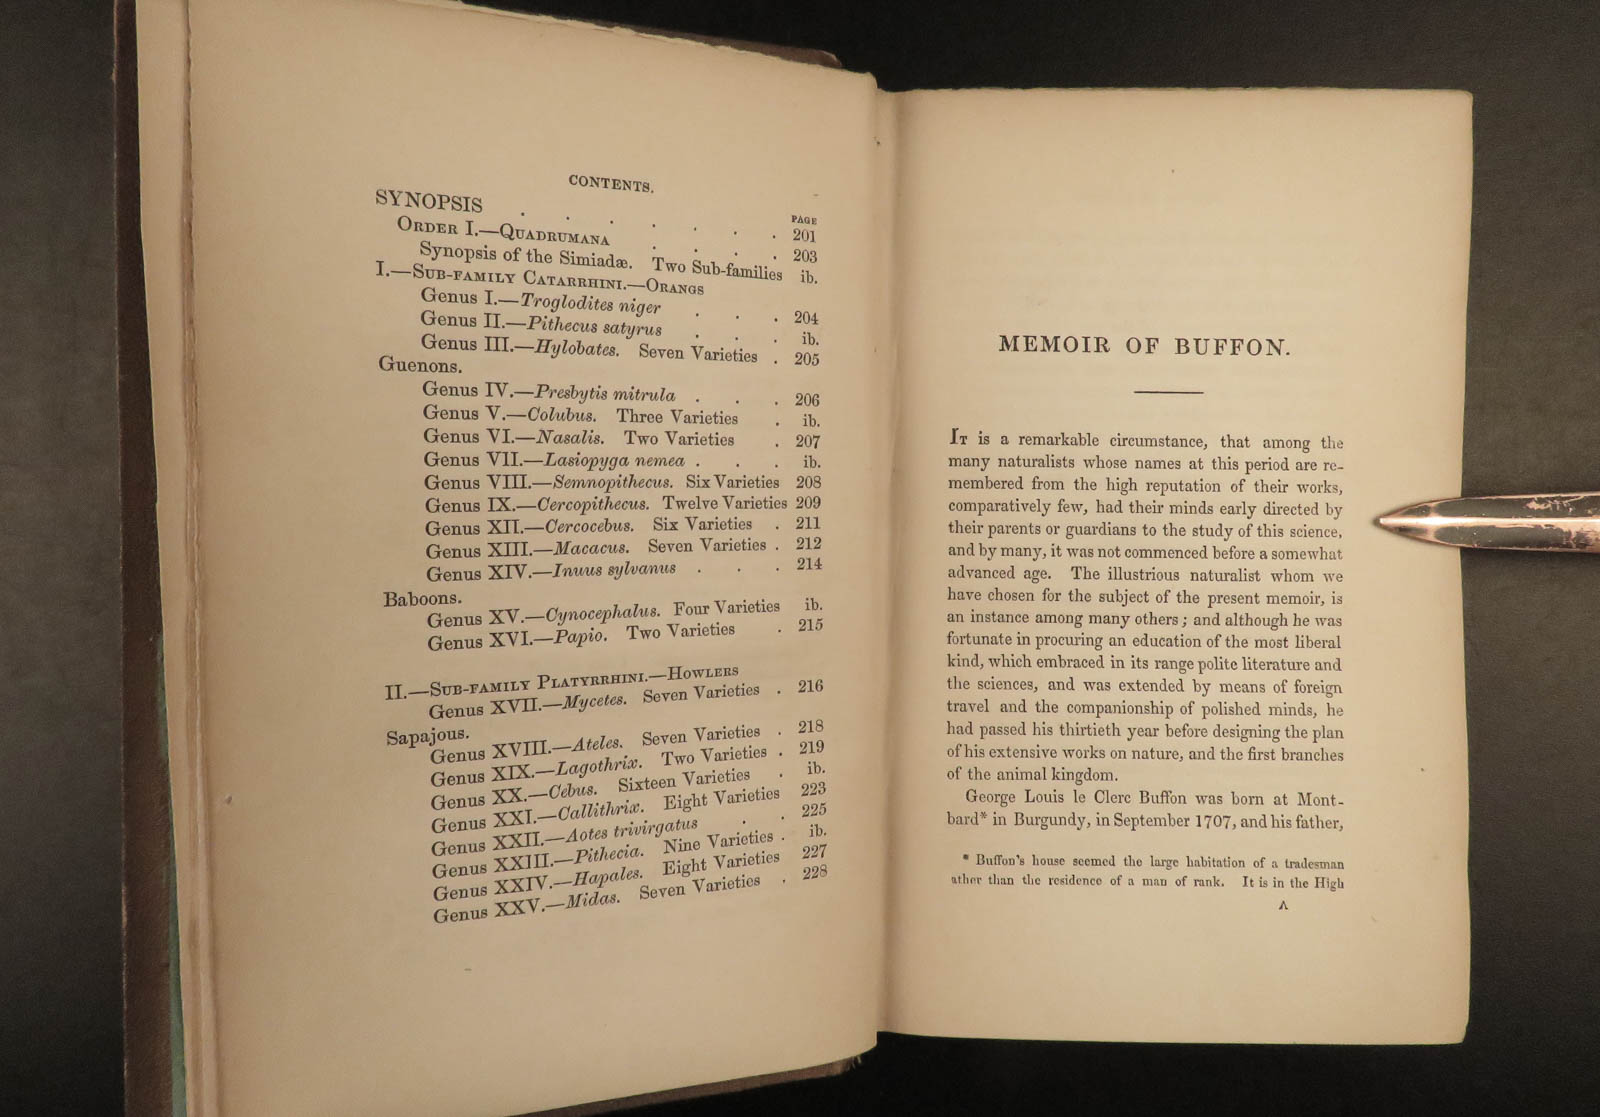 CONTENTS.
PAGE
SYNOPSIS . . . . . . 201
ORDER I.—QUADRUMANA . . . . 203
Synopsis of the Simiadæ. Two Sub-families ib.
I.—SUB-FAMILY CATARRHINI.—ORANGS
Genus I.—Troglodites niger . . . 204
Genus II.—Pithecus satyrus . . . ib.
Genus III.—Hylobates. Seven Varieties . 205
Guenons.
Genus IV.—Presbytis mitrula . . . 206
Genus V.—Colubus. Three Varieties . ib.
Genus VI.—Nasalis. Two Varieties . 207
Genus VII.—Lasiopyga nemea . . . ib.
Genus VIII.—Semnopithecus. Six Varieties 208
Genus IX.—Cercopithecus. Twelve Varieties 209
Genus XII.—Cercocebus. Six Varieties . 211
Genus XIII.—Macacus. Seven Varieties . 212
Genus XIV.—Inuus sylvanus . . . 214
Baboons.
Genus XV.—Cynocephalus. Four Varieties ib.
Genus XVI.—Papio. Two Varieties . 215
II.—SUB-FAMILY PLATYRRHINI.—HOWLERS
Genus XVII.—Mycetes. Seven Varieties . 216
Sapajous.
Genus XVIII.—Ateles. Seven Varieties . 218
Genus XIX.—Lagothrix. Two Varieties . 219
Genus XX.—Cebus. Sixteen Varieties . ib.
Genus XXI.—Callithrix. Eight Varieties 223
Genus XXII.—Aotes trivirgatus . . 225
Genus XXIII.—Pithecia. Nine Varieties . ib.
Genus XXIV.—Hapales. Eight Varieties 227
Genus XXV.—Midas. Seven Varieties . 228
MEMOIR OF BUFFON.
IT is a remarkable circumstance, that among the
many naturalists whose names at this period are re-
membered from the high reputation of their works,
comparatively few, had their minds early directed by
their parents or guardians to the study of this science,
and by many, it was not commenced before a somewhat
advanced age. The illustrious naturalist whom we
have chosen for the subject of the present memoir, is
an instance among many others; and although he was
fortunate in procuring an education of the most liberal
kind, which embraced in its range polite literature and
the sciences, and was extended by means of foreign
travel and the companionship of polished minds, he
had passed his thirtieth year before designing the plan
of his extensive works on nature, and the first branches
of the animal kingdom.
George Louis le Clerc Buffon was born at Mont-
bard* in Burgundy, in September 1707, and his father,
* Buffon's house seemed the large habitation of a tradesman
ather than the residence of a man of rank. It is in the High
A